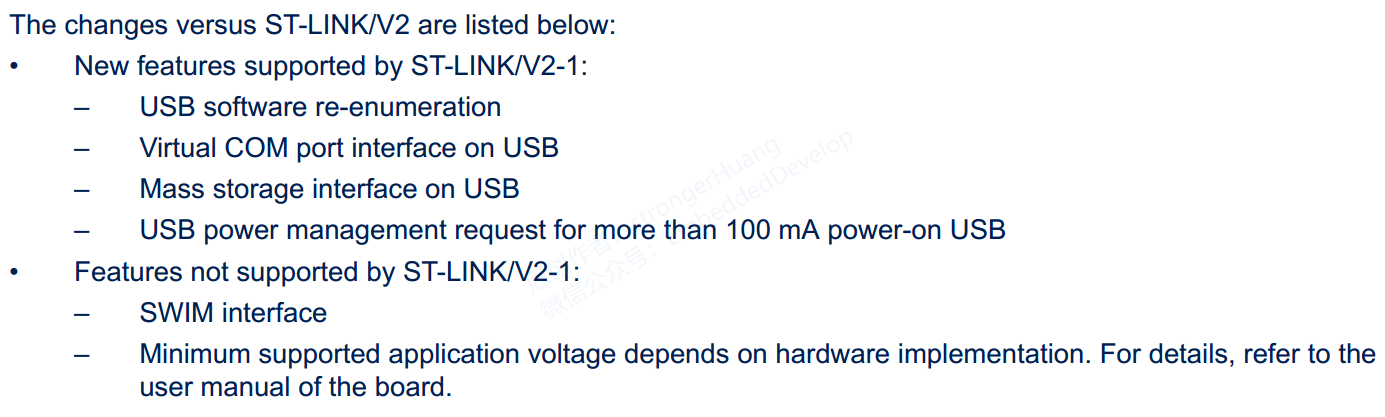 The changes versus ST-LINK/V2 are listed below:
• New features supported by ST-LINK/V2-1:
– USB software re-enumeration
– Virtual COM port interface on USB
– Mass storage interface on USB
– USB power management request for more than 100 mA power-on USB
• Features not supported by ST-LINK/V2-1:
– SWIM interface
– Minimum supported application voltage depends on hardware implementation. For details, refer to the
user manual of the board.
strongerHuang
微信公众号：EmbeddedDevelop